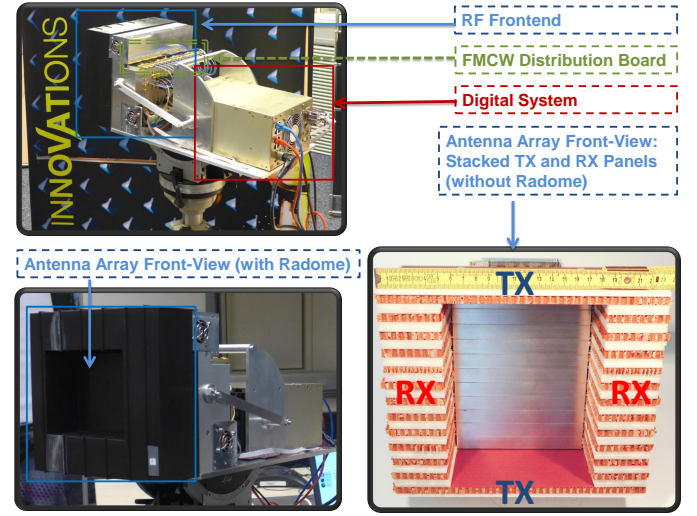 RF Frontend
FMCW Distribution Board
Digital System
INNOVATIONS
Antenna Array Front-View:
Stacked TX and RX Panels
(without Radome)
Antenna Array Front-View (with Radome)
TX
RX
RX
TX